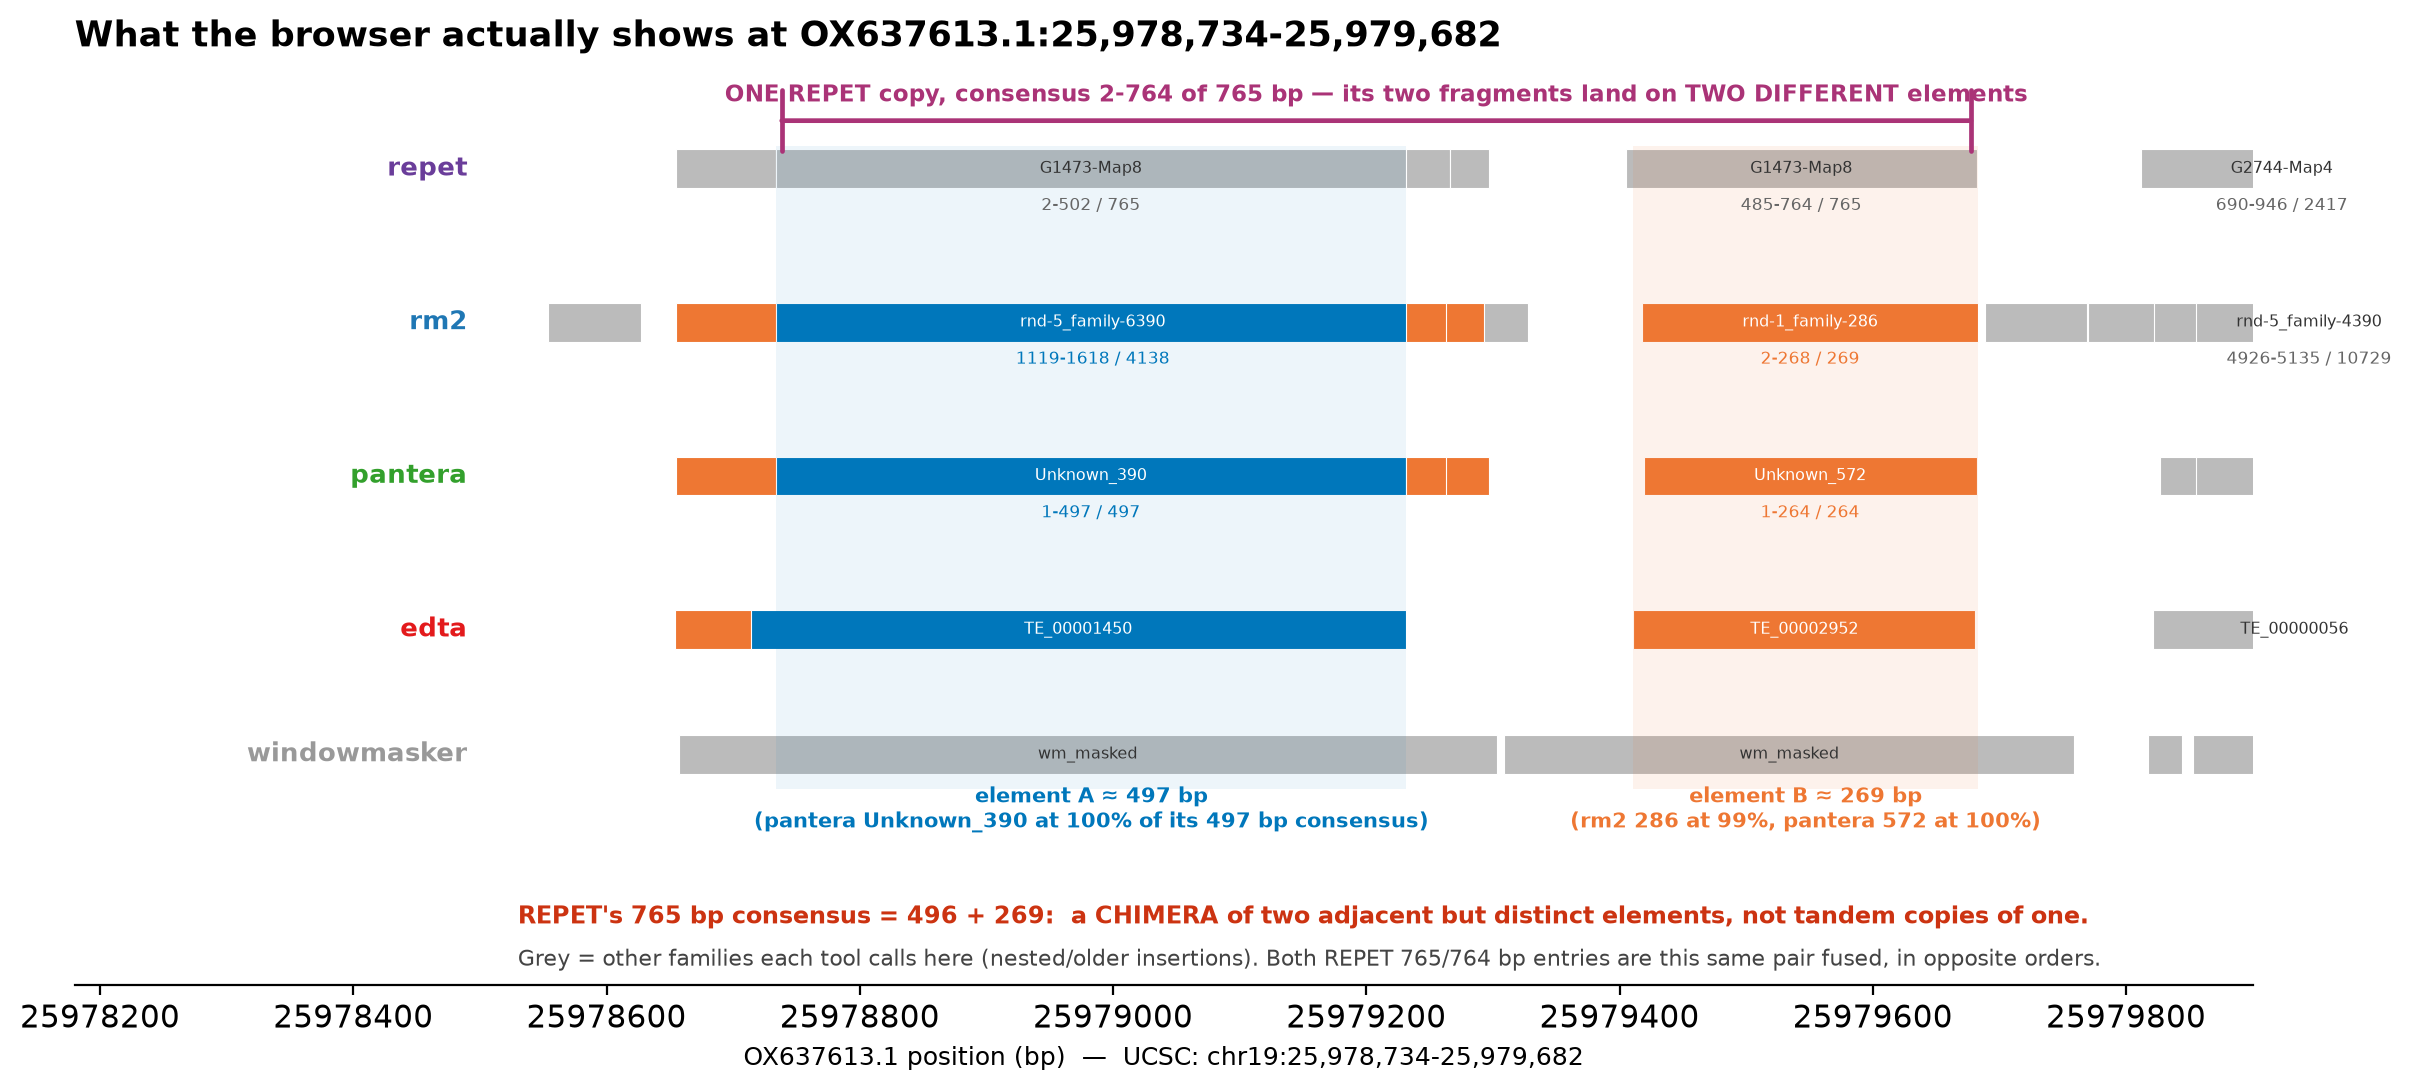 What the browser actually shows at OX637613.1:25,978,734-25,979,682
ONE REPET copy, consensus 2-764 of 765 bp — its two fragments land on TWO DIFFERENT elements
repet
G1473-Map8
G1473-Map8
G2744-Map4
2-502 / 765
485-764 / 765
690-946 / 2417
rm2
rnd-5_family-6390
rnd-1_family-286
rnd-5_family-4390
1119-1618 / 4138
2-268 / 269
4926-5135 / 10729
pantera
Unknown_390
Unknown_572
1-497 / 497
1-264 / 264
edta
TE_00001450
TE_00002952
TE_00000056
windowmasker
wm_masked
wm_masked
element A ≈ 497 bp
(pantera Unknown_390 at 100% of its 497 bp consensus)
element B ≈ 269 bp
(rm2 286 at 99%, pantera 572 at 100%)
REPET's 765 bp consensus = 496 + 269:  a CHIMERA of two adjacent but distinct elements, not tandem copies of one.
Grey = other families each tool calls here (nested/older insertions). Both REPET 765/764 bp entries are this same pair fused, in opposite orders.
25978200
25978400
25978600
25978800
25979000
25979200
25979400
25979600
25979800
OX637613.1 position (bp)  —  UCSC: chr19:25,978,734-25,979,682